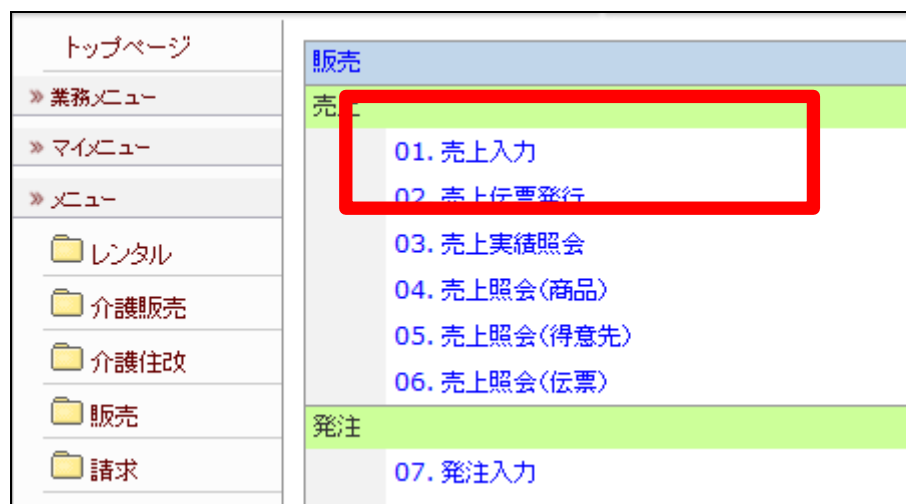 トップページ
» 業務メニュー
» マイメニュー
» メニュー
レンタル
介護販売
介護住改
販売
請求
販売
売上
01. 売上入力
02. 売上伝票発行
03. 売上実績照会
04. 売上照会(商品)
05. 売上照会(得意先)
06. 売上照会(伝票)
発注
07. 発注入力